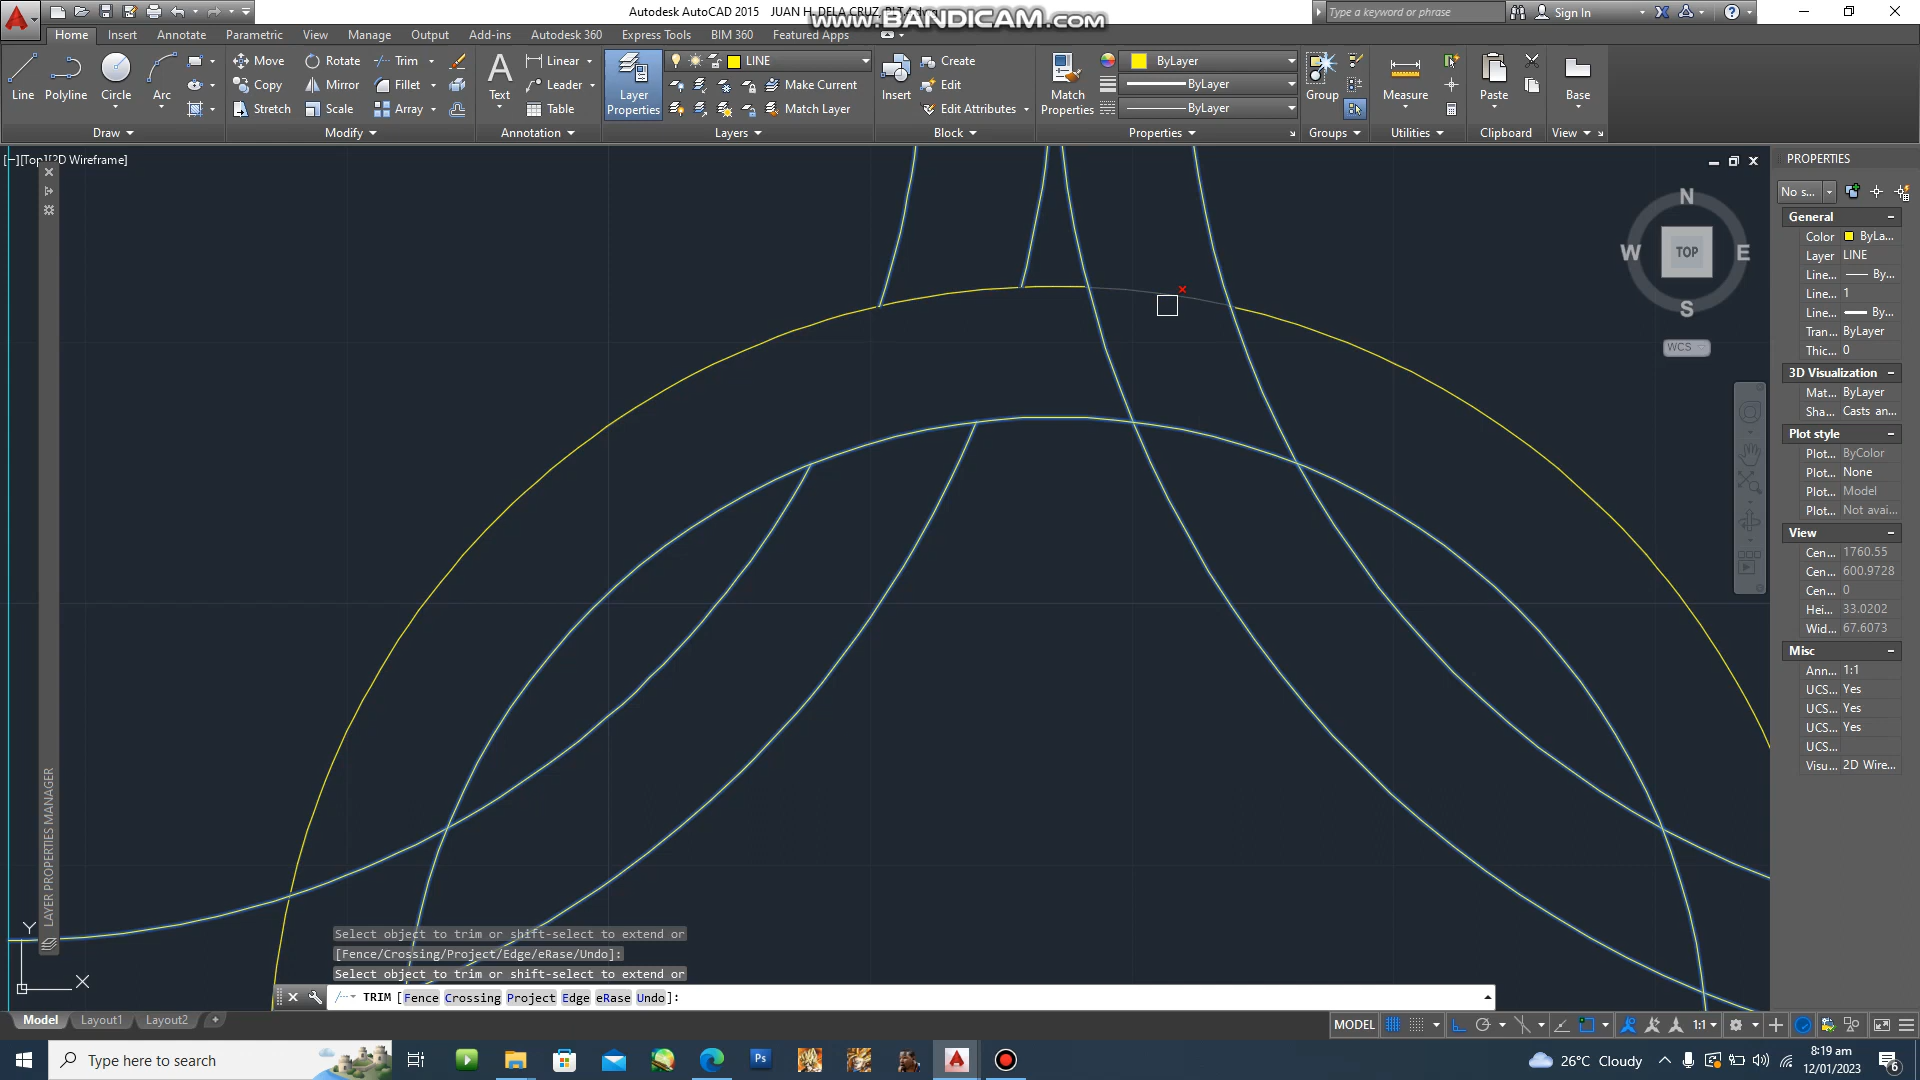 Autodesk AutoCAD 2015 JUAN H. DELA CRUZ
www.BANDICAM.com
Type a keyword or phrase
Sign In
Home Insert Annotate Parametric View Manage Output Add-ins Autodesk 360 Express Tools BIM 360 Featured Apps
Line Polyline Circle Arc
Draw
Move Rotate Trim
Copy Mirror Fillet
Stretch Scale Array
Modify
Text Linear
Leader
Table
Annotation
Layer Properties
LINE
Make Current
Match Layer
Layers
Insert
Create
Edit
Edit Attributes
Block
Match Properties
ByLayer
ByLayer
ByLayer
Properties
Group
Groups
Measure
Utilities
Paste
Clipboard
Base
View
[−][Top][2D Wireframe]
N
W TOP E
S
WCS
PROPERTIES
No s...
General
Color ByLa...
Layer LINE
Line... By...
Line... 1
Line... By...
Tran... ByLayer
Thic... 0
3D Visualization
Mat... ByLayer
Sha... Casts an...
Plot style
Plot... ByColor
Plot... None
Plot... Model
Plot... Not avai...
View
Cen... 1760.55
Cen... 600.9728
Cen... 0
Hei... 33.0202
Wid... 67.6073
Misc
Ann... 1:1
UCS... Yes
UCS... Yes
UCS... Yes
UCS...
Visu... 2D Wire...
LAYER PROPERTIES MANAGER
Y
X
Select object to trim or shift-select to extend or
[Fence/Crossing/Project/Edge/eRase/Undo]:
Select object to trim or shift-select to extend or
TRIM [Fence Crossing Project Edge eRase Undo]:
Model Layout1 Layout2
MODEL 1:1
Type here to search
Ps
26°C Cloudy
8:19 am
12/01/2023
6